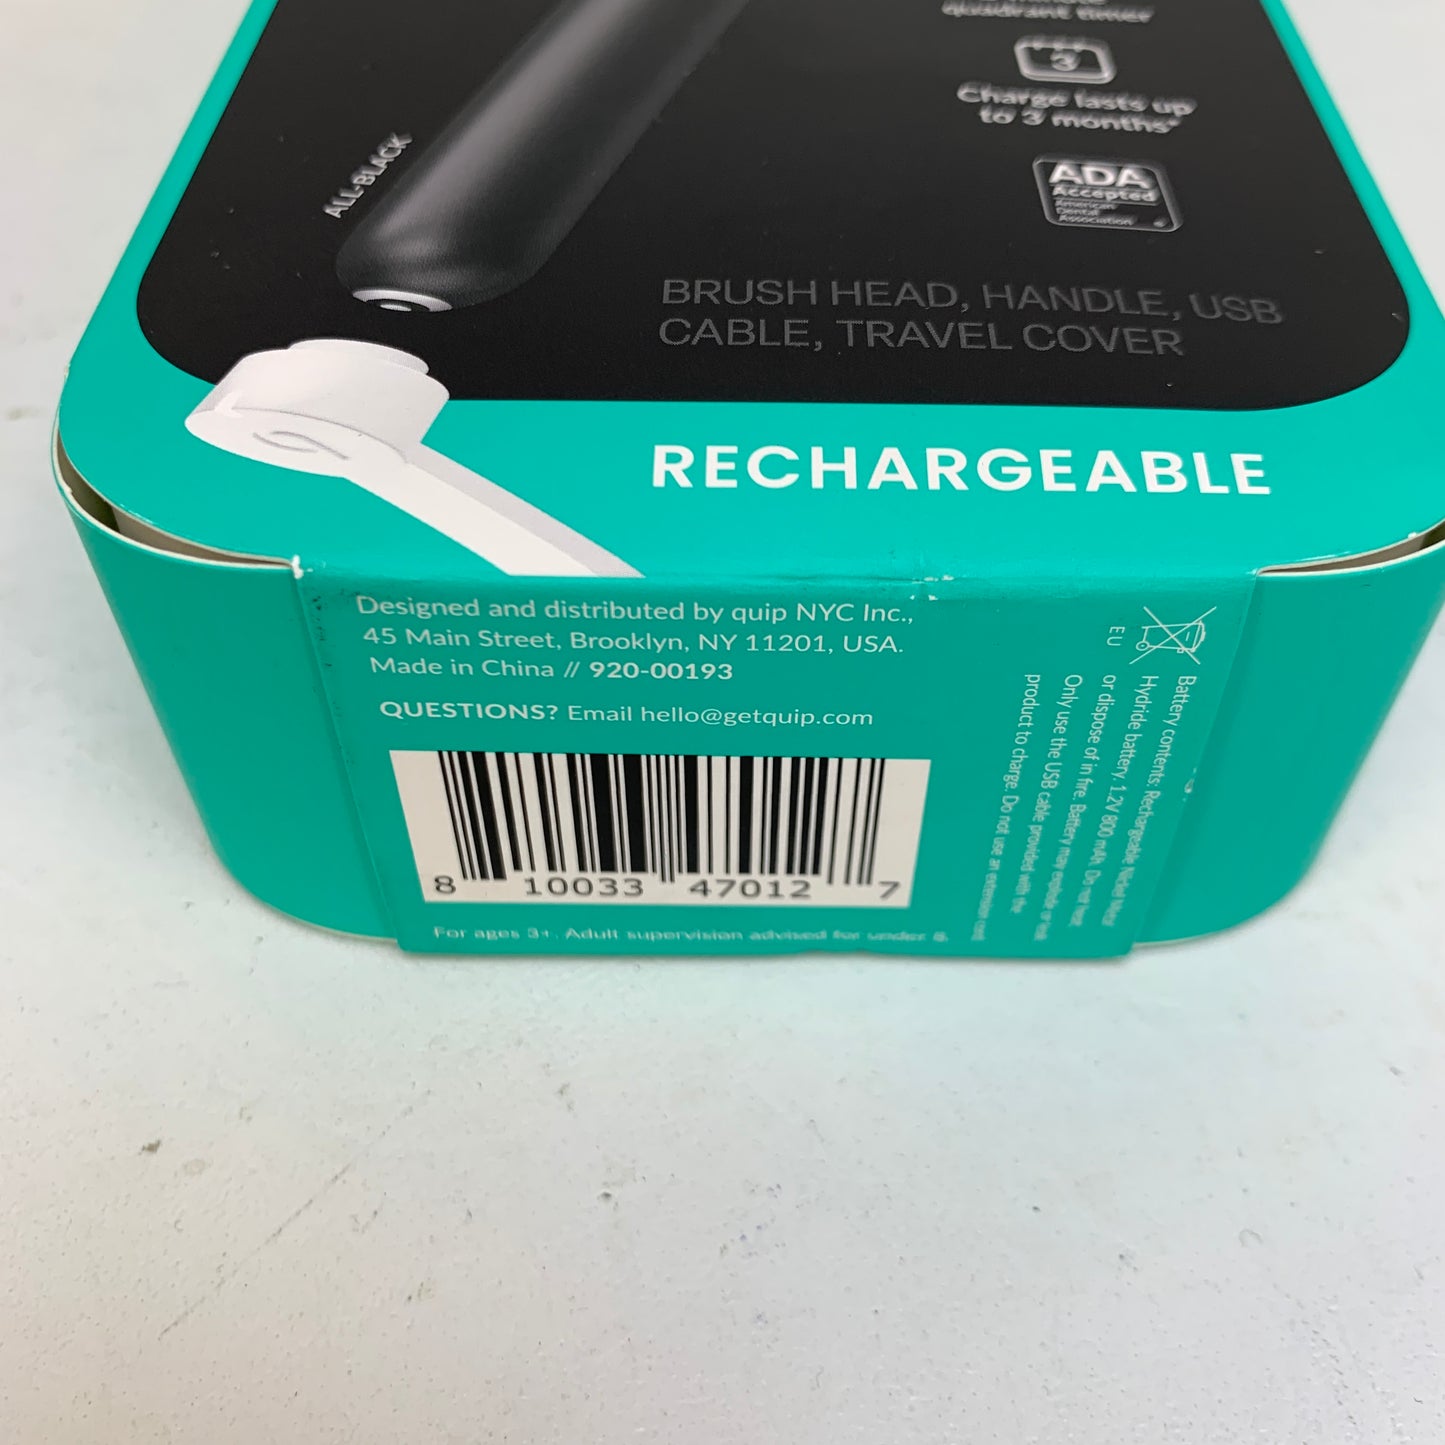 quadrant timer
3
Charge lasts up
to 3 months*
ADA
Accepted
American
Dental
Association
ALL-BLACK
BRUSH HEAD, HANDLE, USB
CABLE, TRAVEL COVER
RECHARGEABLE
Designed and distributed by quip NYC Inc.,
45 Main Street, Brooklyn, NY 11201, USA.
Made in China // 920-00193
QUESTIONS? Email hello@getquip.com
8 10033 47012 7
For ages 3+. Adult supervision advised for under 8.
EU
Battery contents: Rechargeable Nickel Metal
Hydride battery. 1.2V 800 mAh. Do not heat
or dispose of in fire. Battery may explode or leak.
Only use the USB cable provided with the
product to charge. Do not use an extension cord.